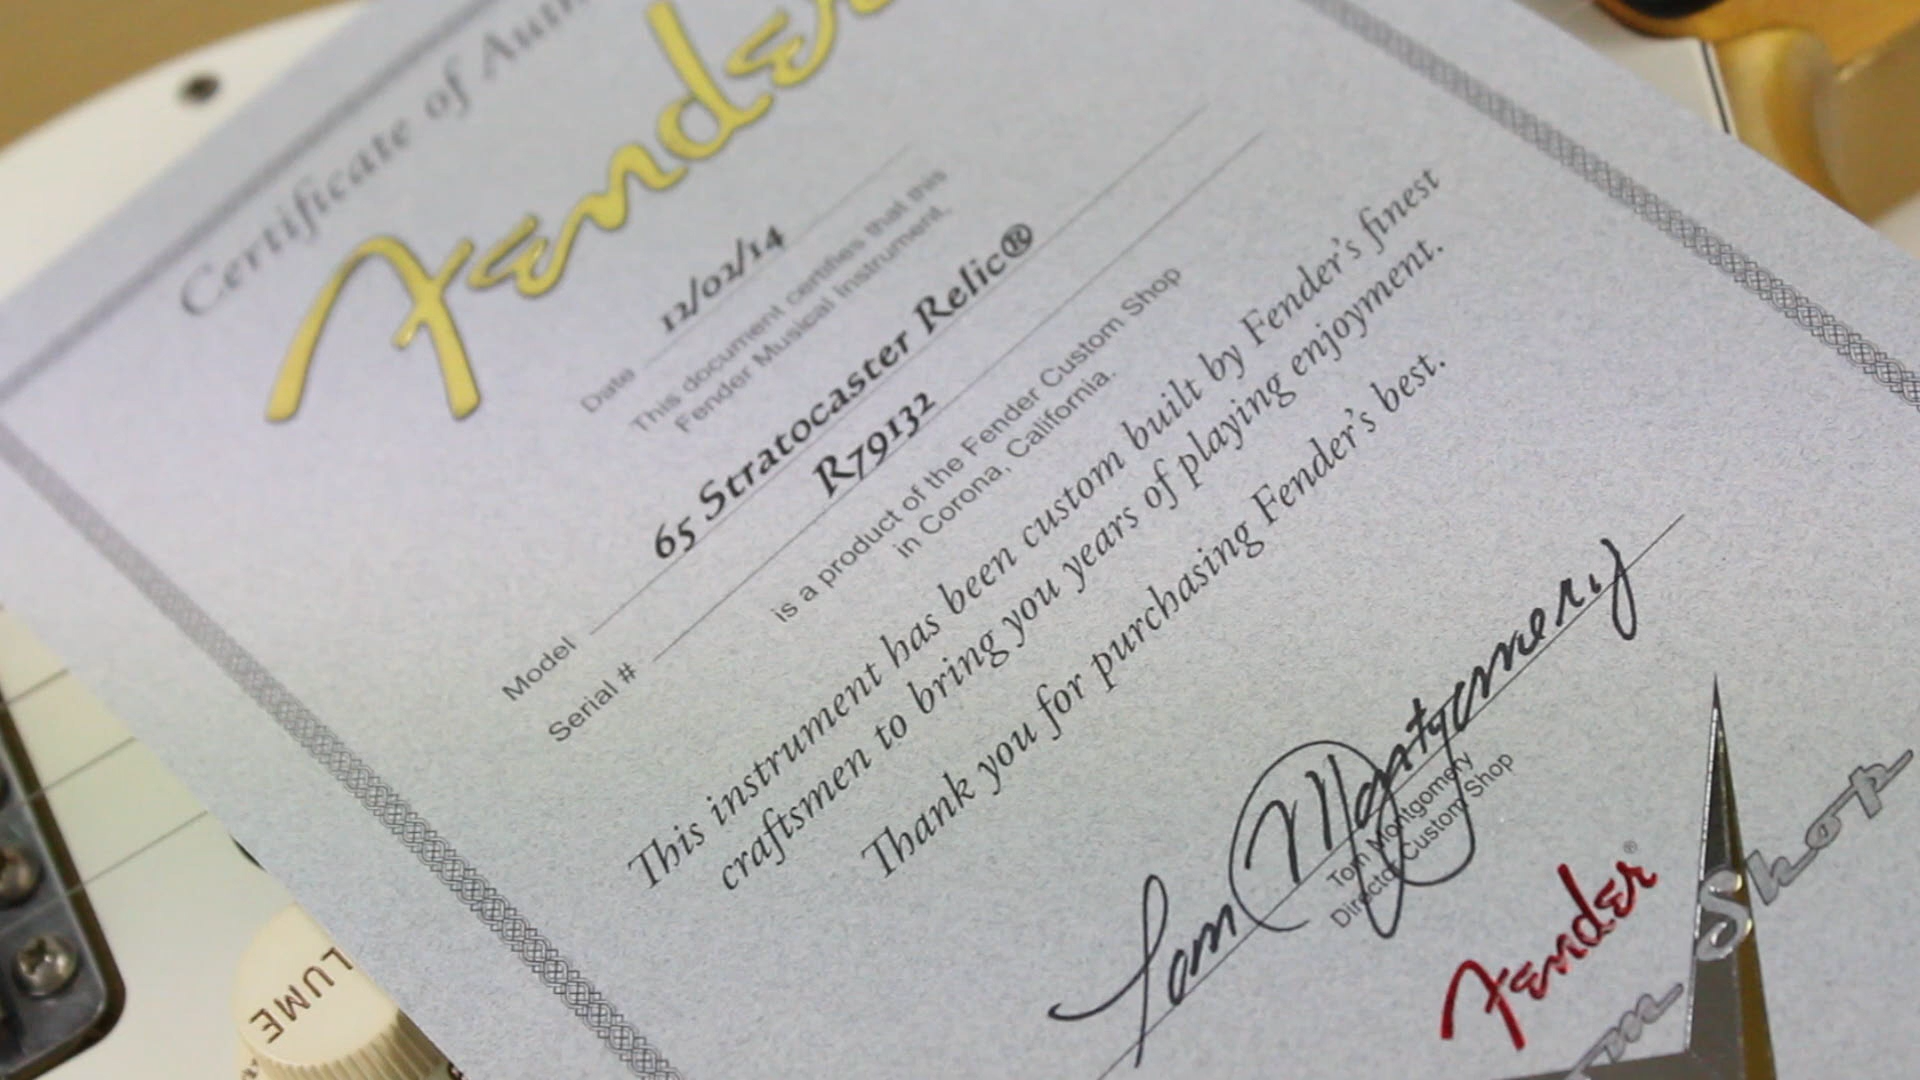 Certificate of Auth
Fender
Date 12/02/14
This document certifies that this
Fender Musical Instrument,
Model 65 Stratocaster Relic®
Serial # R79132
is a product of the Fender Custom Shop
in Corona, California.
This instrument has been custom built by Fender's finest
craftsmen to bring you years of playing enjoyment.
Thank you for purchasing Fender's best.
Tom Montgomery
Tom Montgomery
Director Custom Shop
Fender®
om Shop
LUME